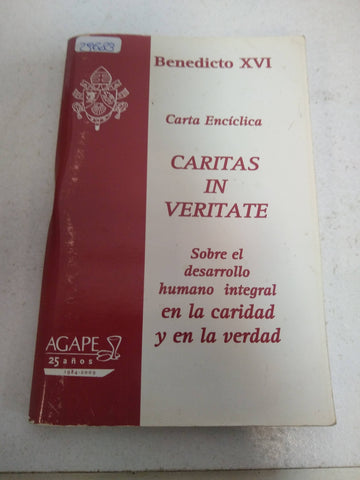 Benedicto XVI
Carta Encíclica
CARITAS
IN
VERITATE
Sobre el
desarrollo
humano integral
en la caridad
y en la verdad
AGAPE
25 años
1984-2009